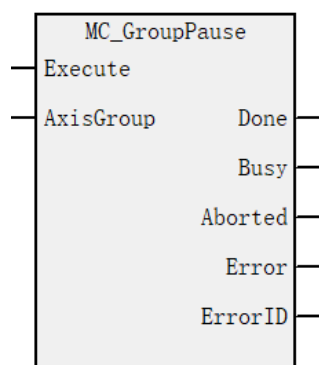 MC_GroupPause
Execute
AxisGroup Done
Busy
Aborted
Error
ErrorID